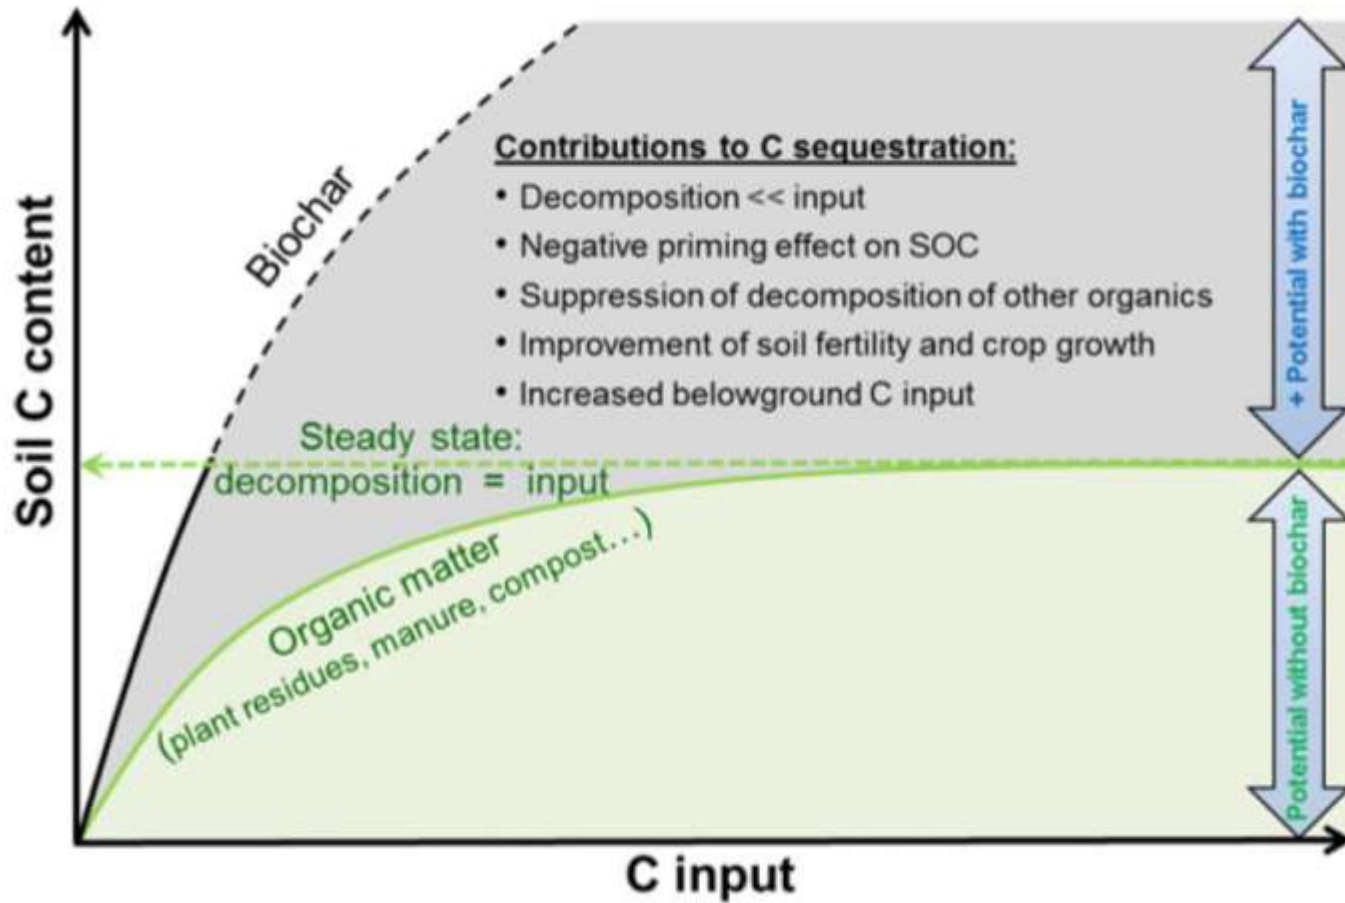 Contributions to C sequestration:
• Decomposition << input
• Negative priming effect on SOC
• Suppression of decomposition of other organics
• Improvement of soil fertility and crop growth
• Increased belowground C input
Biochar
+ Potential with biochar
Soil C content
Steady state:
decomposition = input
Organic matter
(plant residues, manure, compost...)
Potential without biochar
C input